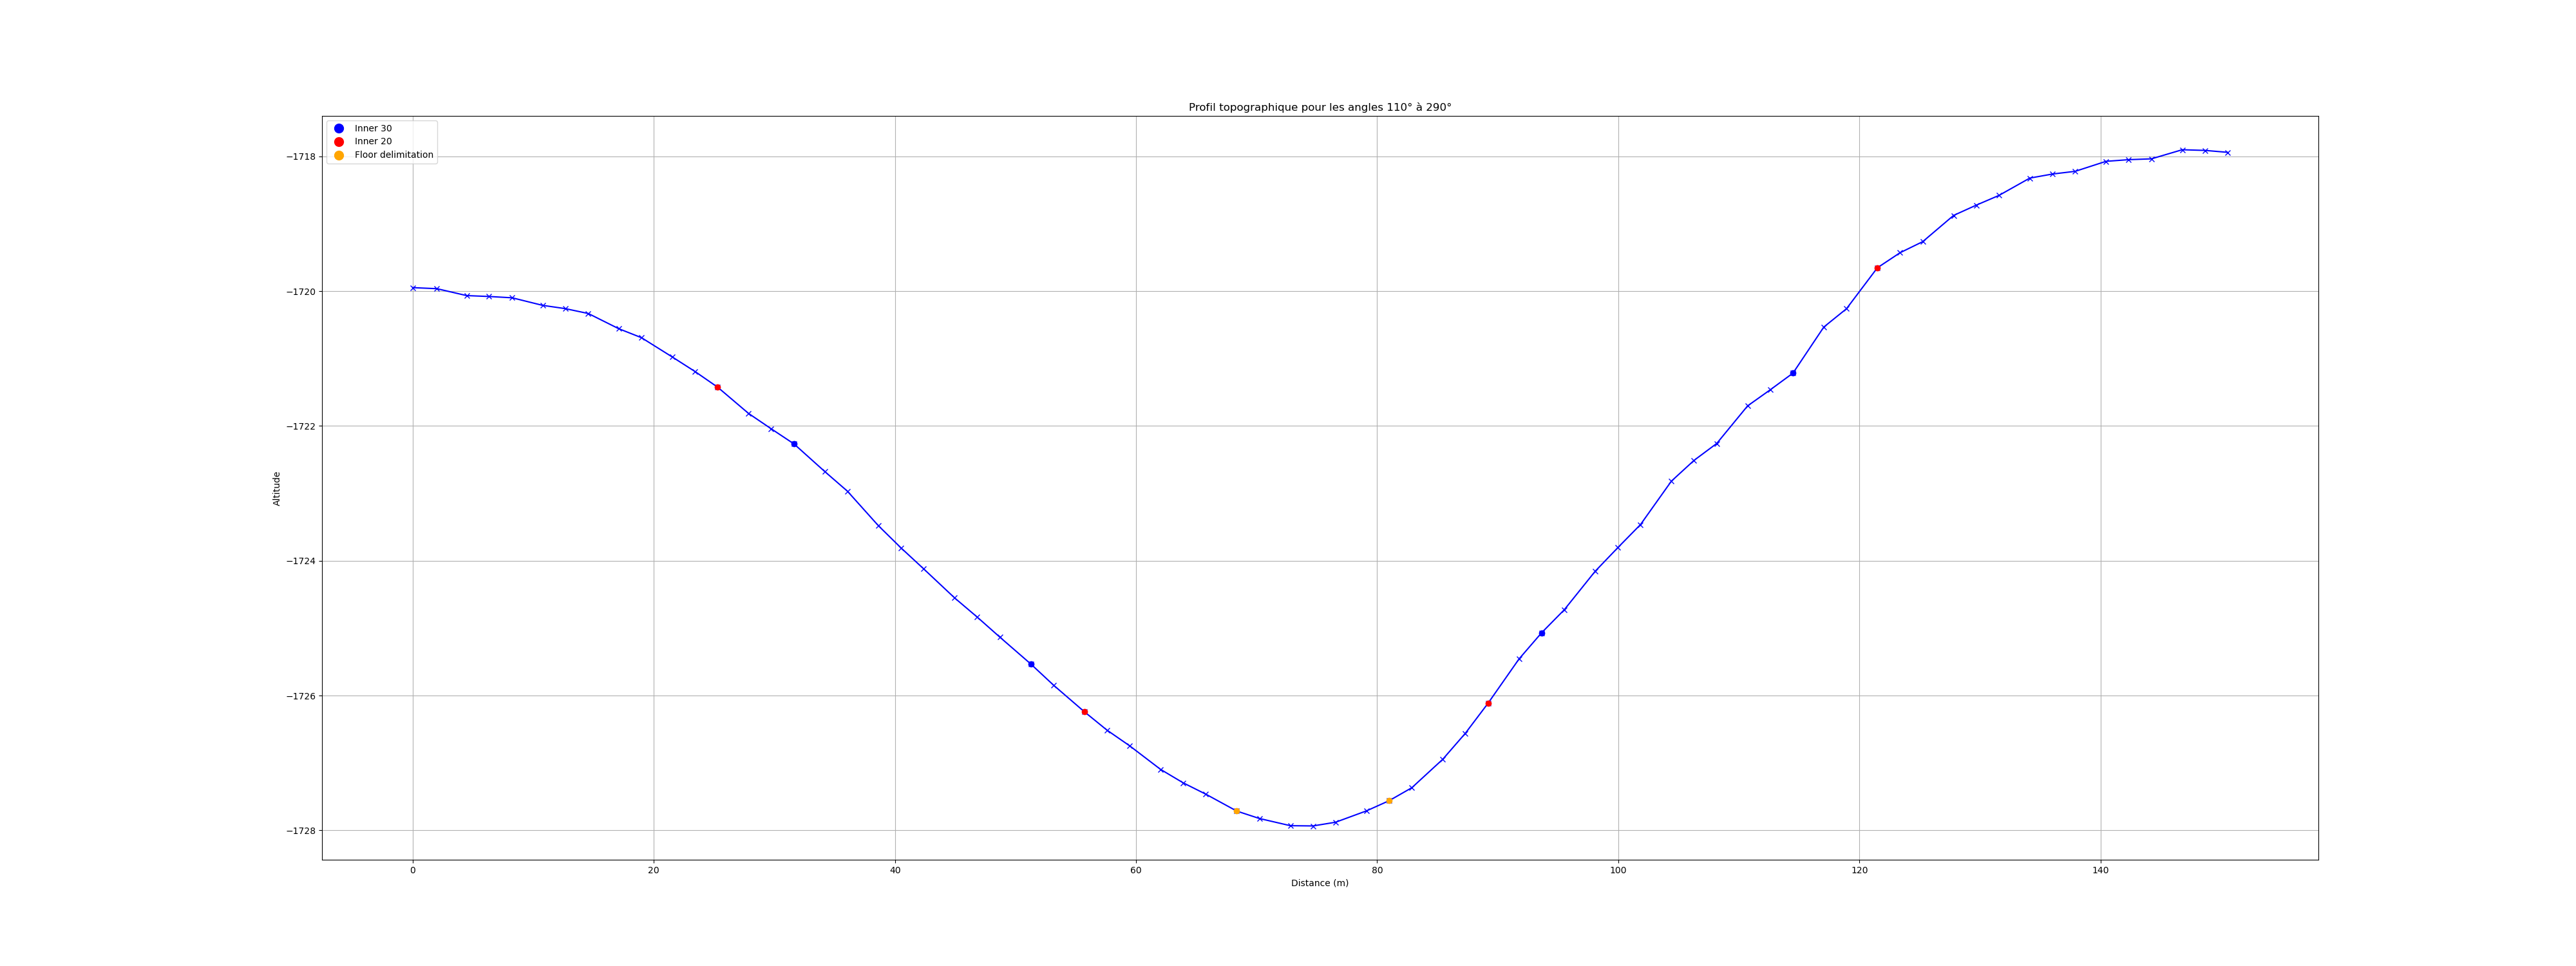 Profil topographique pour les angles 110° à 290°
Inner 30
Inner 20
Floor delimitation
Altitude
−1718
−1720
−1722
−1724
−1726
−1728
0 20 40 60 80 100 120 140
Distance (m)